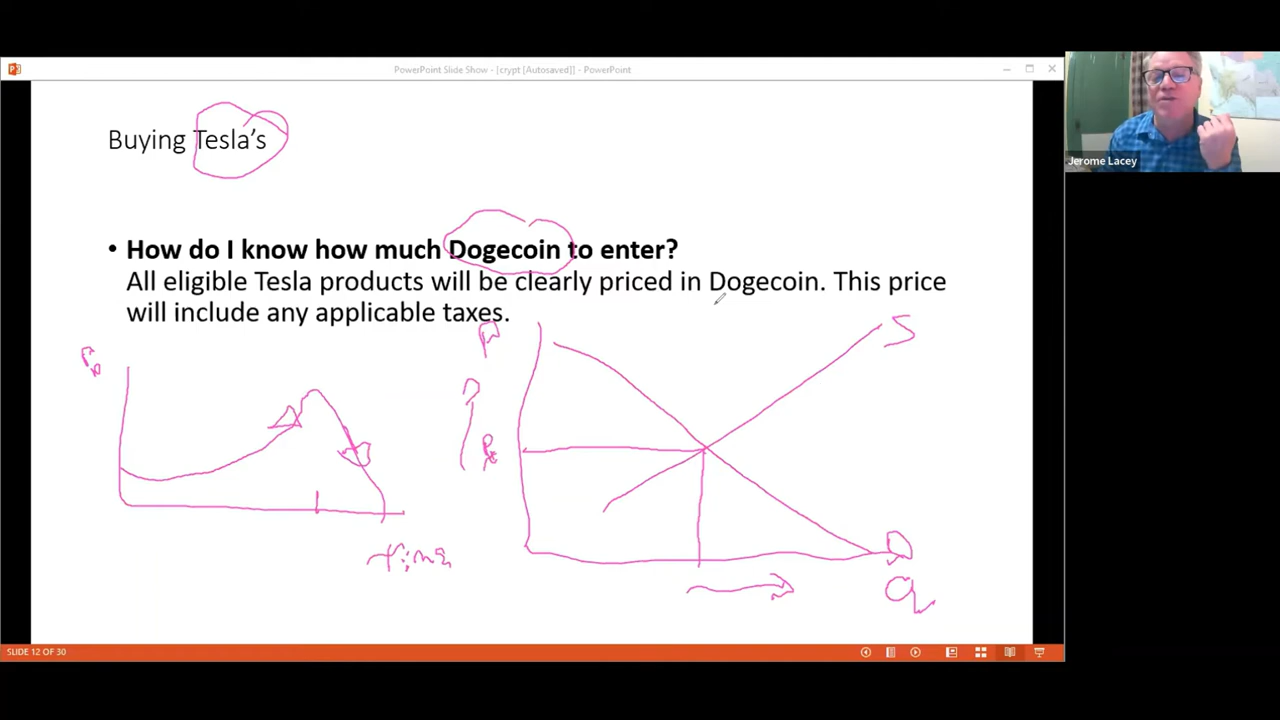 PowerPoint Slide Show - [crypt [Autosaved]] - PowerPoint
Buying Tesla's
• How do I know how much Dogecoin to enter?
All eligible Tesla products will be clearly priced in Dogecoin. This price
will include any applicable taxes.
P
S
time
D
Q
Jerome Lacey
SLIDE 12 OF 30